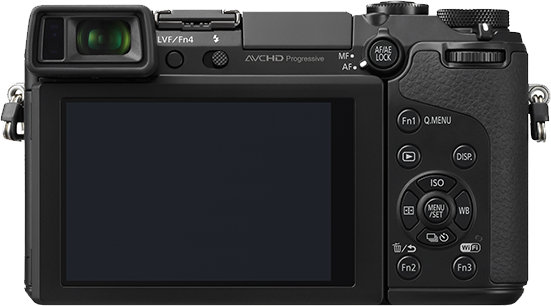 LVF/Fn4
AVCHD Progressive
MF
AF
AF/AE
LOCK
Fn1 Q.MENU
DISP.
ISO
MENU
/SET
WB
Wi Fi
Fn2
Fn3